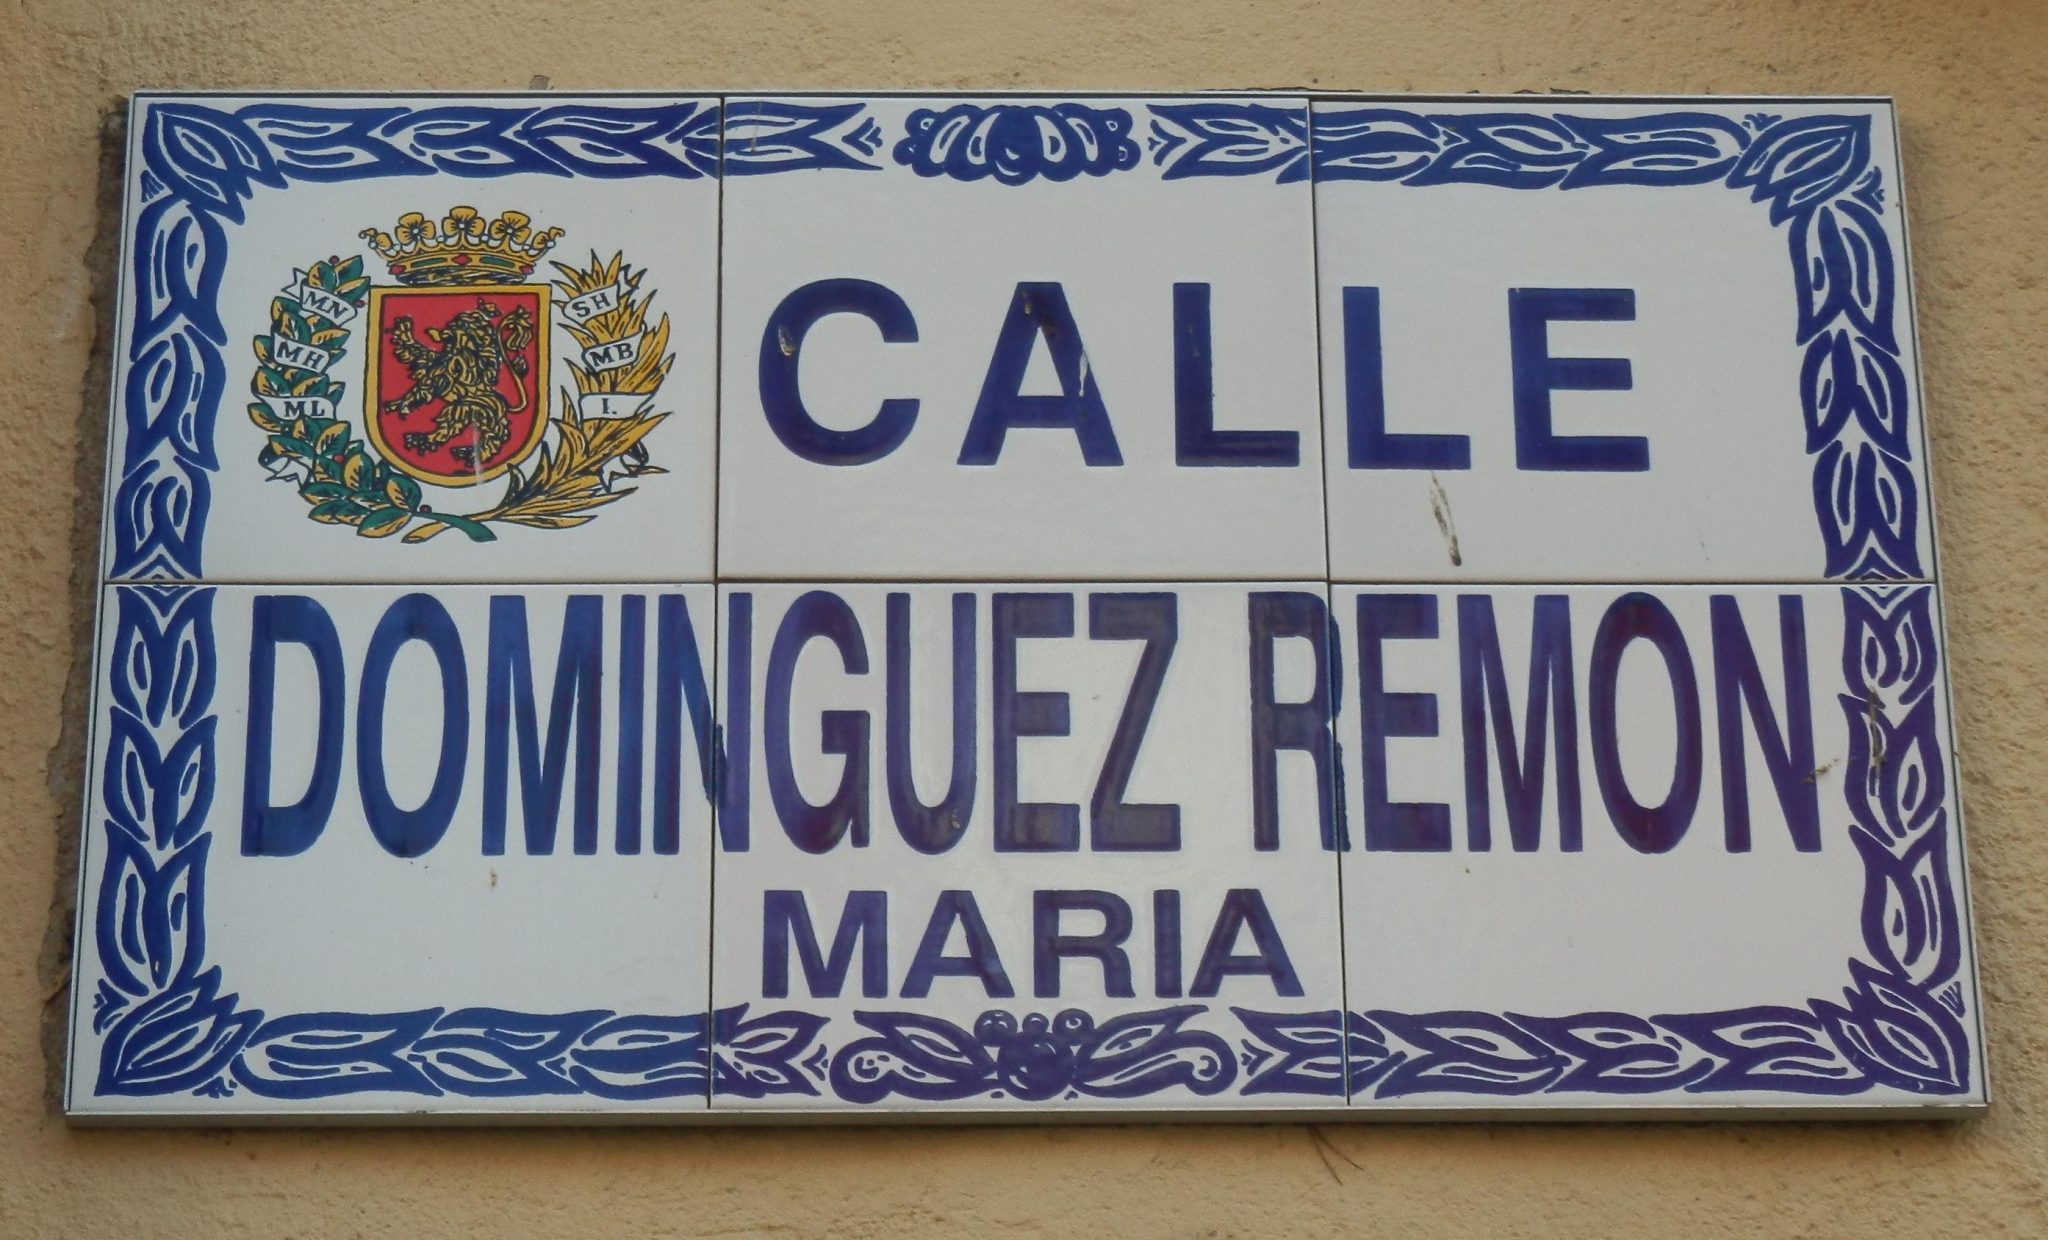 MN
SH
MH
MB
ML
I.
CALLE
DOMINGUEZ REMON
MARIA